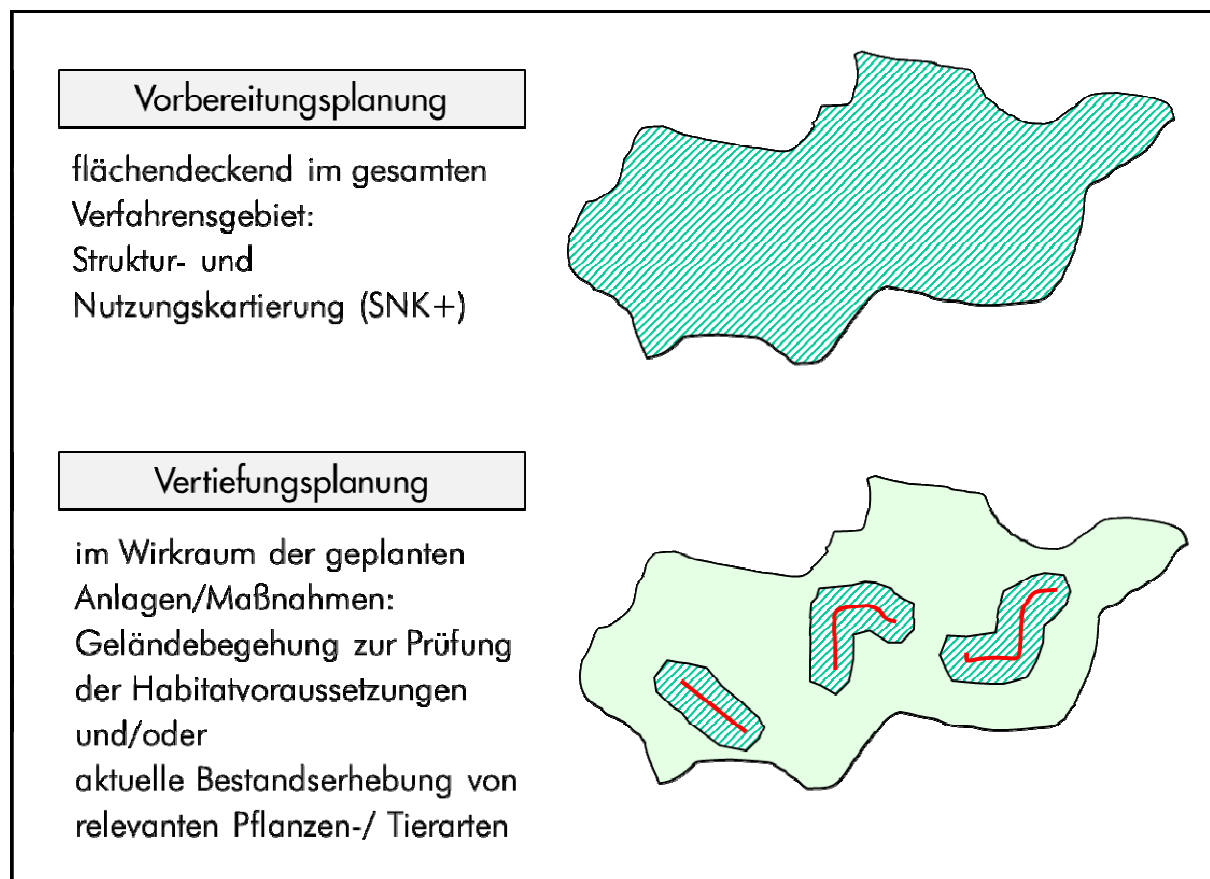 Vorbereitungsplanung
flächendeckend im gesamten
Verfahrensgebiet:
Struktur- und
Nutzungskartierung (SNK+)
Vertiefungsplanung
im Wirkraum der geplanten
Anlagen/Maßnahmen:
Geländebegehung zur Prüfung
der Habitatvoraussetzungen
und/oder
aktuelle Bestandserhebung von
relevanten Pflanzen-/ Tierarten